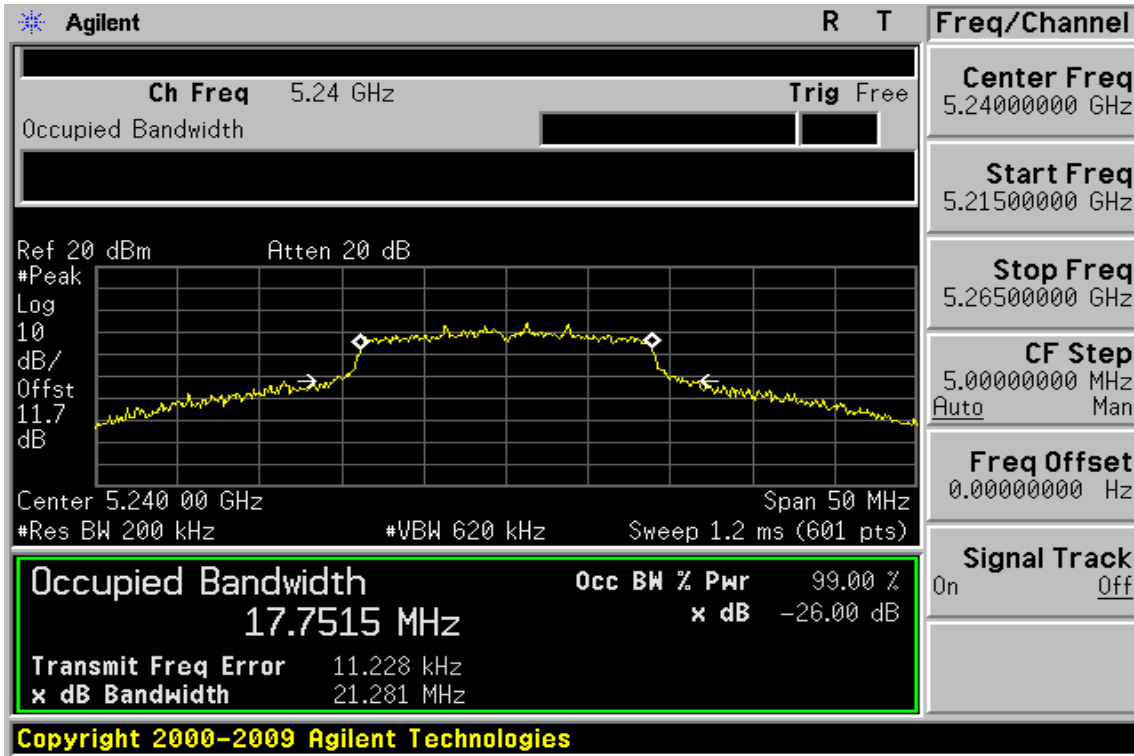 Agilent R T
Freq/Channel
Ch Freq 5.24 GHz Trig Free
Occupied Bandwidth
Center Freq
5.24000000 GHz
Start Freq
5.21500000 GHz
Stop Freq
5.26500000 GHz
CF Step
5.00000000 MHz
Auto Man
Freq Offset
0.00000000 Hz
Signal Track
On Off
Ref 20 dBm Atten 20 dB
#Peak
Log
10
dB/
Offst
11.7
dB
Center 5.240 00 GHz Span 50 MHz
#Res BW 200 kHz #VBW 620 kHz Sweep 1.2 ms (601 pts)
Occupied Bandwidth
17.7515 MHz
Occ BW % Pwr 99.00 %
x dB -26.00 dB
Transmit Freq Error 11.228 kHz
x dB Bandwidth 21.281 MHz
Copyright 2000-2009 Agilent Technologies